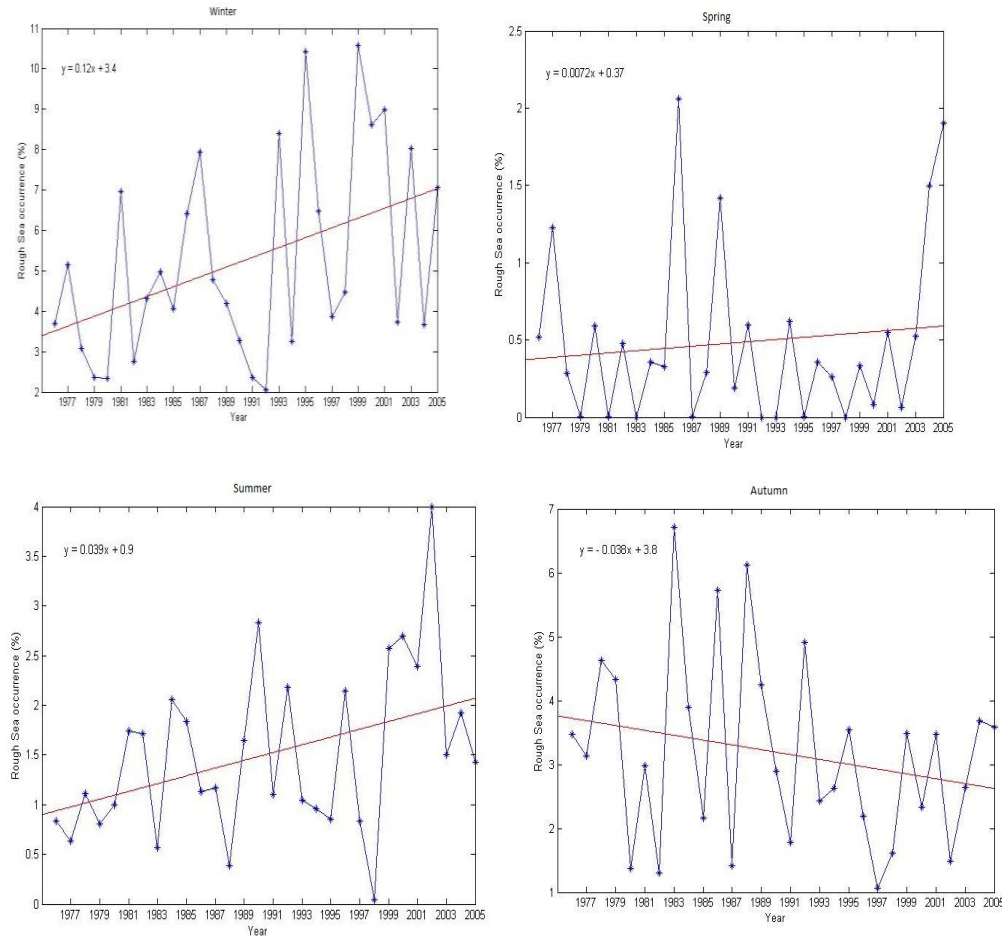 Winter
11
10
9
8
7
6
5
4
3
2
y = 0.12x + 3.4
Rough Sea occurrence (%)
1977 1979 1981 1983 1985 1987 1989 1991 1993 1995 1997 1999 2001 2003 2005
Year
Spring
2.5
2
1.5
1
0.5
0
y = 0.0072x + 0.37
Rough Sea occurrence (%)
1977 1979 1981 1983 1985 1987 1989 1991 1993 1995 1997 1999 2001 2003 2005
Year
Summer
4
3.5
3
2.5
2
1.5
1
0.5
0
y = 0.039x + 0.9
Rough Sea occurrence (%)
1977 1979 1981 1983 1985 1987 1989 1991 1993 1995 1997 1999 2001 2003 2005
Year
Autumn
7
6
5
4
3
2
1
y = - 0.038x + 3.8
Rough Sea occurrence (%)
1977 1979 1981 1983 1985 1987 1989 1991 1993 1995 1997 1999 2001 2003 2005
Year